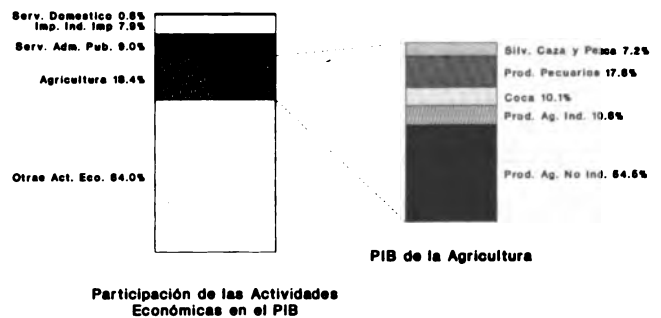 Serv. Domestico 0.6%
Imp. Ind. Imp 7.9%
Serv. Adm. Pub. 9.0%
Agricultura 18.4%
Otras Act. Eco. 64.0%
Silv. Caza y Pesca 7.2%
Prod. Pecuarios 17.6%
Coca 10.1%
Prod. Ag. Ind. 10.6%
Prod. Ag. No Ind. 54.5%
PIB de la Agricultura
Participación de las Actividades
Económicas en el PIB